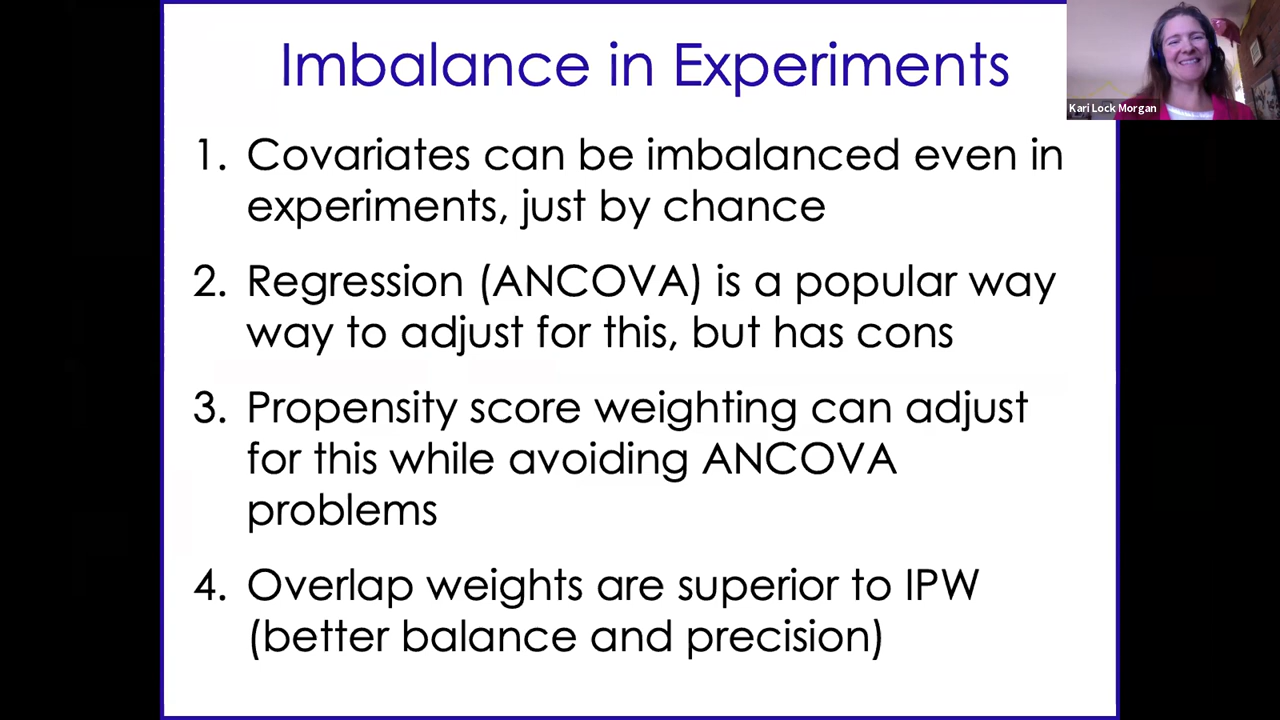 Imbalance in Experiments
Kari Lock Morgan
1. Covariates can be imbalanced even in
experiments, just by chance
2. Regression (ANCOVA) is a popular way
way to adjust for this, but has cons
3. Propensity score weighting can adjust
for this while avoiding ANCOVA
problems
4. Overlap weights are superior to IPW
(better balance and precision)